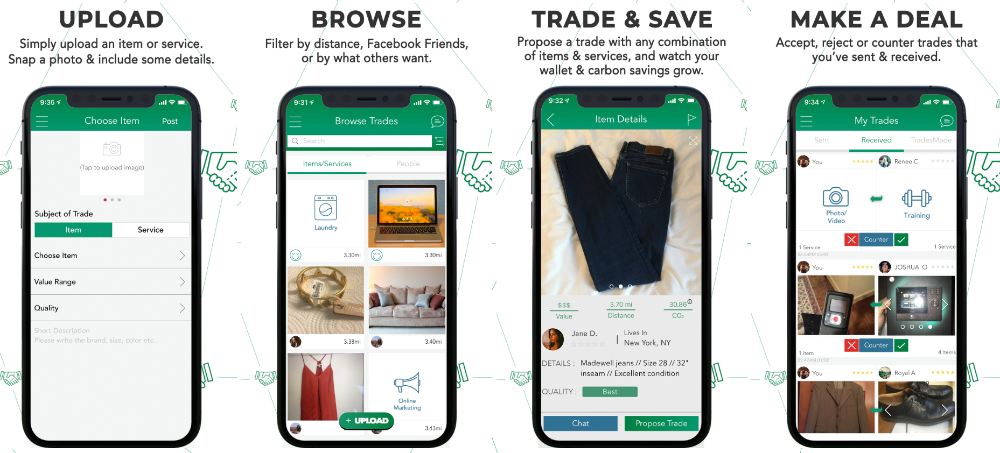 UPLOAD
Simply upload an item or service.
Snap a photo & include some details.
9:35
Choose Item
Post
(Tap to upload image)
Subject of Trade
Item
Service
Choose Item
Value Range
Quality
Short Description
Please write the brand, size, color etc.
BROWSE
Filter by distance, Facebook Friends,
or by what others want.
9:31
Browse Trades
Search
Items/Services
People
Laundry
3.30mi
3.30mi
3.38mi
3.40mi
Online
Marketing
+ UPLOAD
3.43mi
TRADE & SAVE
Propose a trade with any combination
of items & services, and watch your
wallet & carbon savings grow.
9:32
Item Details
$$$
Value
3.70 mi
Distance
30.86
CO₂
Jane D.
Lives In
New York, NY
DETAILS : Madewell jeans // Size 28 // 32"
inseam // Excellent condition
QUALITY : Best
Chat
Propose Trade
MAKE A DEAL
Accept, reject or counter trades that
you've sent & received.
9:34
My Trades
Sent
Received
TradesMade
You
Renee C
Photo/
Video
Training
Counter
1 Service
1 Service
06:54PM 05/09
You
JOSHUA O
Counter
1 Item
4 Items
09:47AM 01/02
You
Royal A